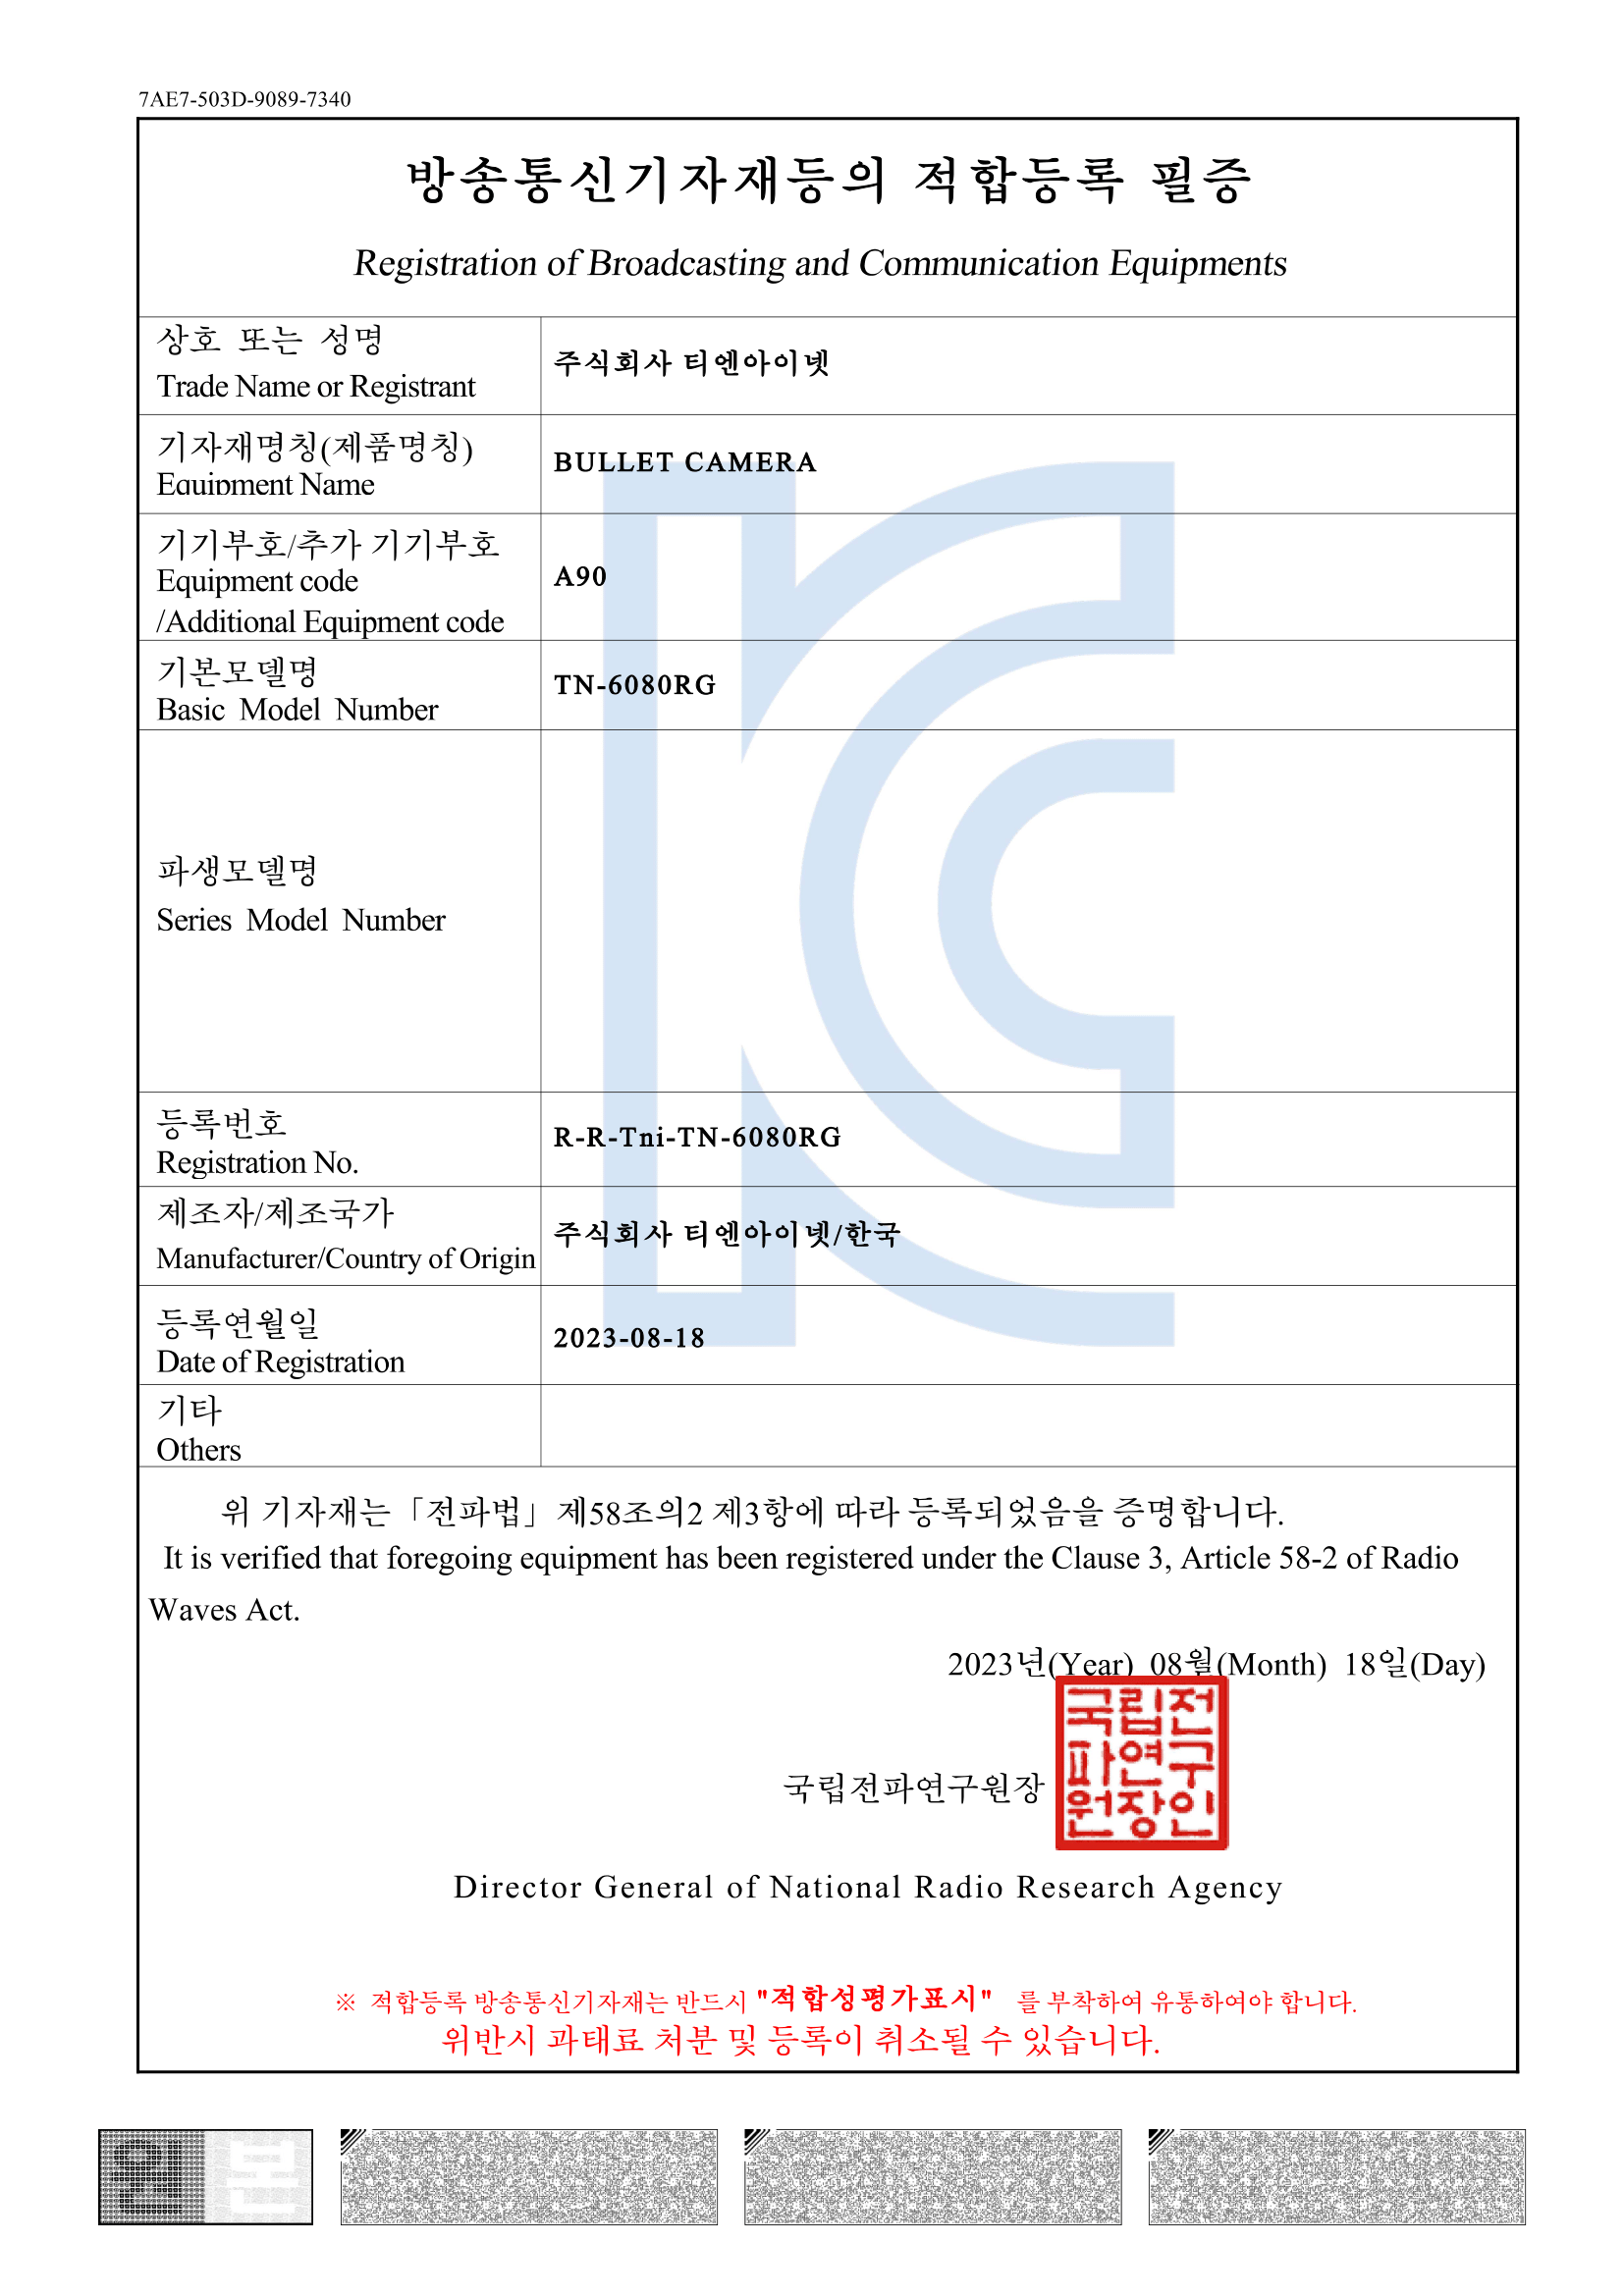 7AE7-503D-9089-7340
방송통신기자재등의 적합등록 필증
Registration of Broadcasting and Communication Equipments
상호 또는 성명
Trade Name or Registrant
주식회사 티엔아이넷
기자재명칭(제품명칭)
Equipment Name
BULLET CAMERA
기기부호/추가 기기부호
Equipment code
/Additional Equipment code
A90
기본모델명
Basic Model Number
TN-6080RG
파생모델명
Series Model Number
등록번호
Registration No.
R-R-Tni-TN-6080RG
제조자/제조국가
Manufacturer/Country of Origin
주식회사 티엔아이넷/한국
등록연월일
Date of Registration
2023-08-18
기타
Others
위 기자재는「전파법」제58조의2 제3항에 따라 등록되었음을 증명합니다.
It is verified that foregoing equipment has been registered under the Clause 3, Article 58-2 of Radio
Waves Act.
2023년(Year) 08월(Month) 18일(Day)
국립전파연구원장
국립전
파연구
원장인
Director General of National Radio Research Agency
※ 적합등록 방송통신기자재는 반드시 "적합성평가표시" 를 부착하여 유통하여야 합니다.
위반시 과태료 처분 및 등록이 취소될 수 있습니다.
원본